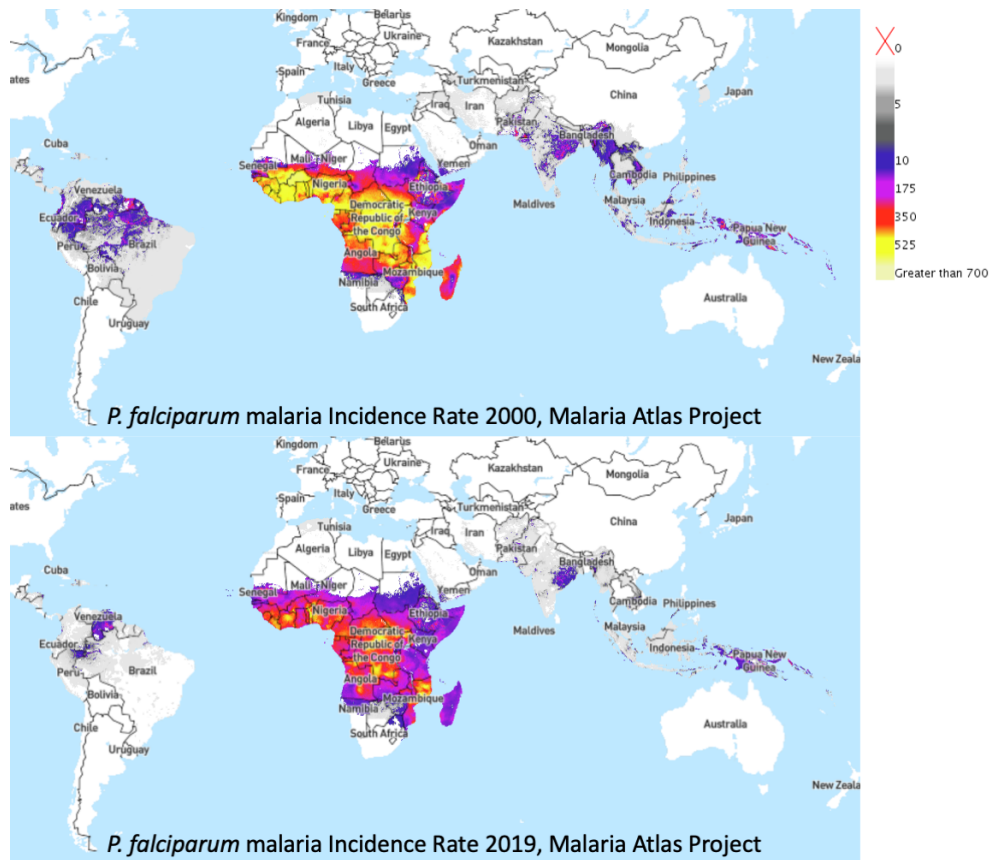 Kingdom
Belarus
France
Ukraine
Kazakhstan
Mongolia
Italy
Spain
Greece
Turkmenistan
ates
Tunisia
Iraq
Iran
China
Japan
Algeria
Libya
Egypt
Pakistan
Cuba
Oman
Bangladesh
Mali
Niger
Yemen
Senegal
Venezuela
Nigeria
Ethiopia
Cambodia
Philippines
Ecuador
Democratic
Republic of
the Congo
Kenya
Maldives
Malaysia
Indonesia
Papua New
Guinea
Peru
Brazil
Angola
Bolivia
Mozambique
Namibia
Chile
South Africa
Australia
Uruguay
New Zeala
P. falciparum malaria Incidence Rate 2000, Malaria Atlas Project
0
5
10
175
350
525
Greater than 700
Kingdom
Belarus
France
Ukraine
Kazakhstan
Mongolia
Italy
Spain
Greece
Turkmenistan
ates
Tunisia
Iraq
Iran
China
Japan
Algeria
Libya
Egypt
Pakistan
Cuba
Oman
Bangladesh
Mali
Niger
Yemen
Senegal
Venezuela
Nigeria
Ethiopia
Cambodia
Philippines
Ecuador
Democratic
Republic of
the Congo
Kenya
Maldives
Malaysia
Indonesia
Papua New
Guinea
Peru
Brazil
Angola
Bolivia
Mozambique
Namibia
Chile
South Africa
Australia
Uruguay
New Zeala
P. falciparum malaria Incidence Rate 2019, Malaria Atlas Project